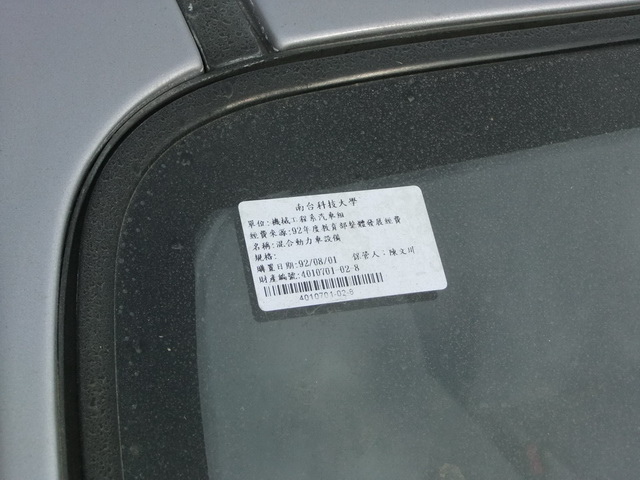 南台科技大學
單位:機械工程系汽車組
經費來源:92年度教育部整體發展經費
名稱:混合動力車設備
規格:
購置日期:92/08/01 保管人:陳文川
財產編號:4010701-02-8
4010701-02-8